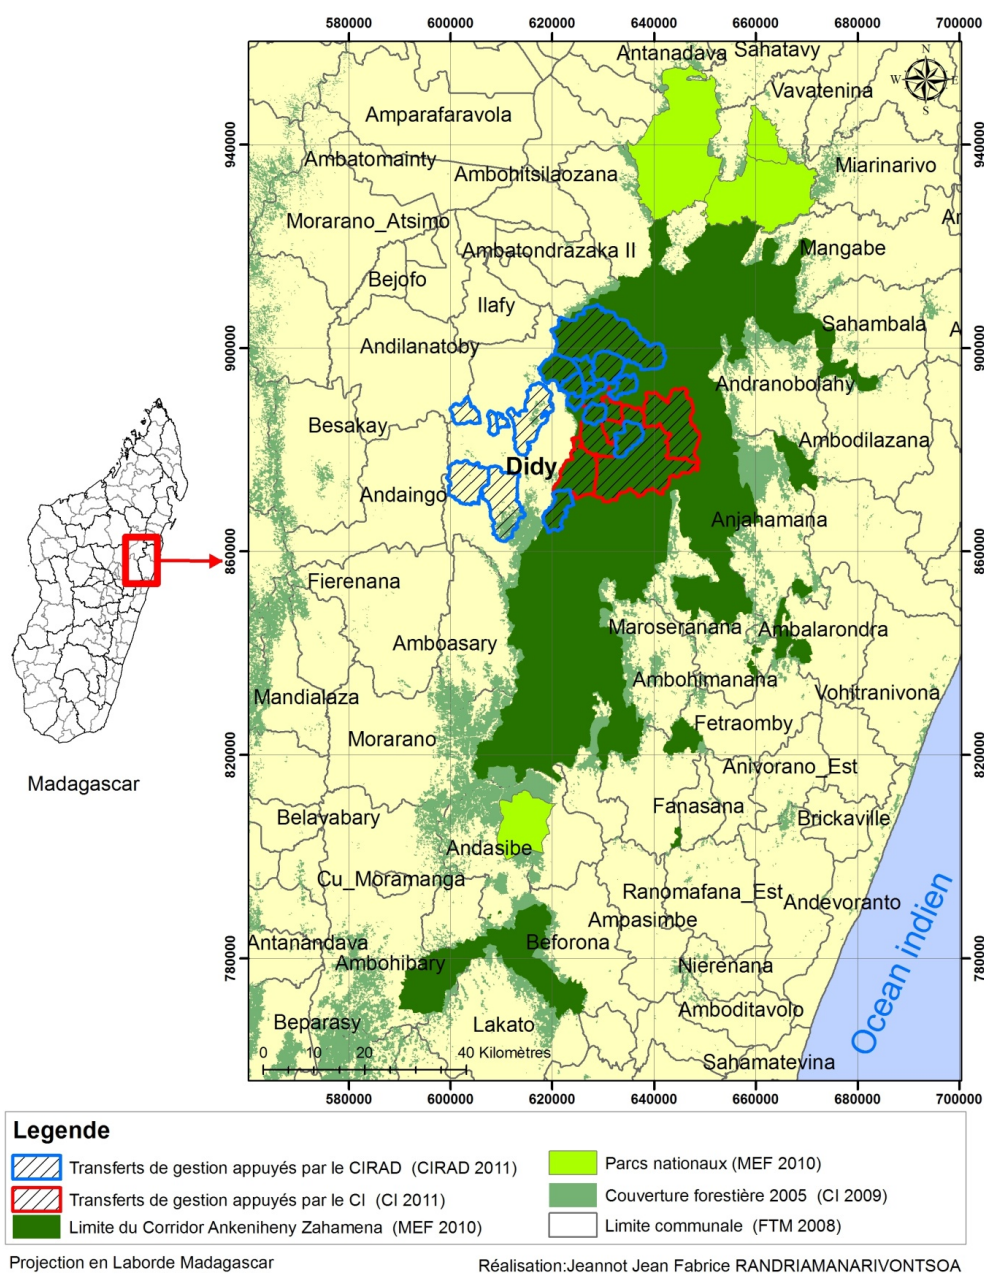 580000 600000 620000 640000 660000 680000 700000
Antanadava Sahatavy
N
W E
S
Vavatenina
Amparafaravola
940000 940000
Ambatomainty
Miarinarivo
Ambohitsilaozana
Morarano_Atsimo
Ar
Ambatondrazaka II
Mangabe
Bejofo
Ilafy
Sahambala
A
900000 900000
Andilanatoby
Andranobolahy
Besakay
Ambodilazana
Didy
Andaingo
Anjahamana
860000 860000
Fierenana
Maroseranana Ambalarondra
Amboasary
Ambohimanana
Mandialaza
Vohitranivona
Fetraomby
Morarano
820000 820000
Anivorano_Est
Madagascar
Fanasana
Belavabary
Brickaville
Andasibe
Cu_Moramanga
Ranomafana_Est
Andevoranto
Ampasimbe
Antanandava
Beforona
Ambohibary
780000 780000
Nierenana
Ocean indien
Amboditavolo
Beparasy
Lakato
0 10 20 40 Kilomètres
Sahamatevina
580000 600000 620000 640000 660000 680000 700000
Legende
Transferts de gestion appuyés par le CIRAD (CIRAD 2011)
Transferts de gestion appuyés par le CI (CI 2011)
Limite du Corridor Ankeniheny Zahamena (MEF 2010)
Parcs nationaux (MEF 2010)
Couverture forestière 2005 (CI 2009)
Limite communale (FTM 2008)
Projection en Laborde Madagascar
Réalisation:Jeannot Jean Fabrice RANDRIAMANARIVONTSOA